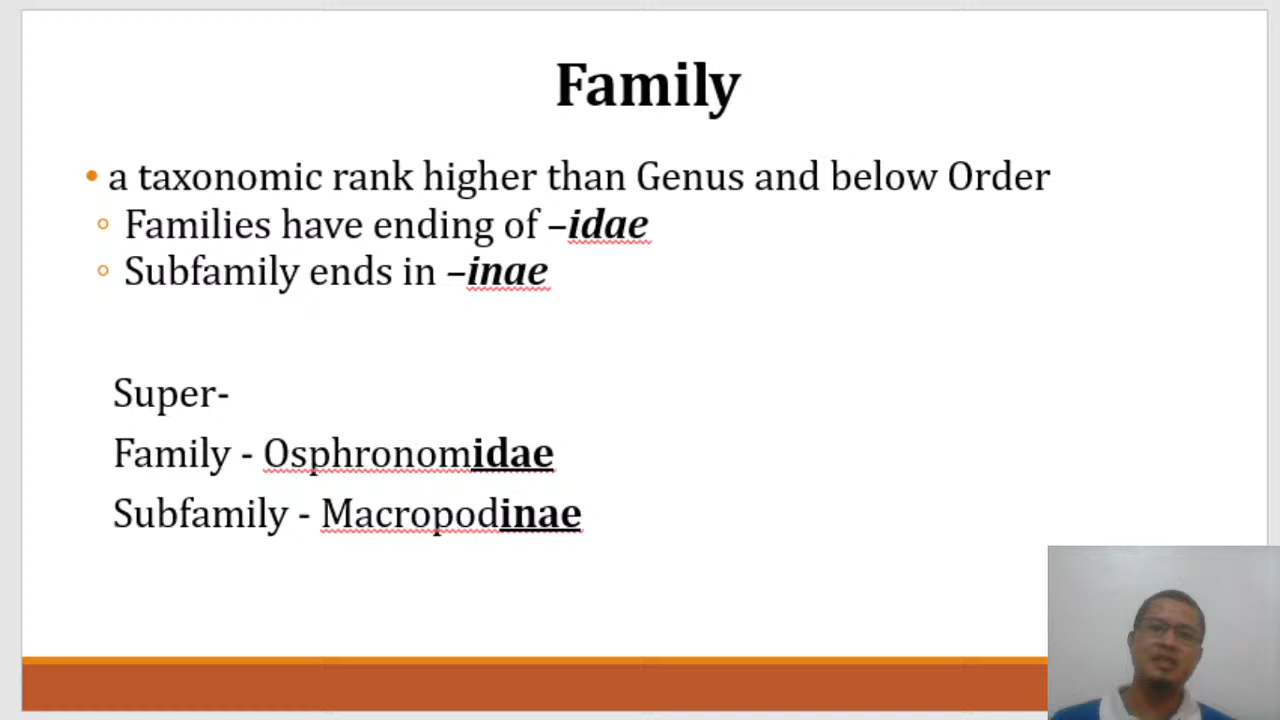 Family
• a taxonomic rank higher than Genus and below Order
◦ Families have ending of –idae
◦ Subfamily ends in –inae
Super-
Family - Osphronomidae
Subfamily - Macropodinae